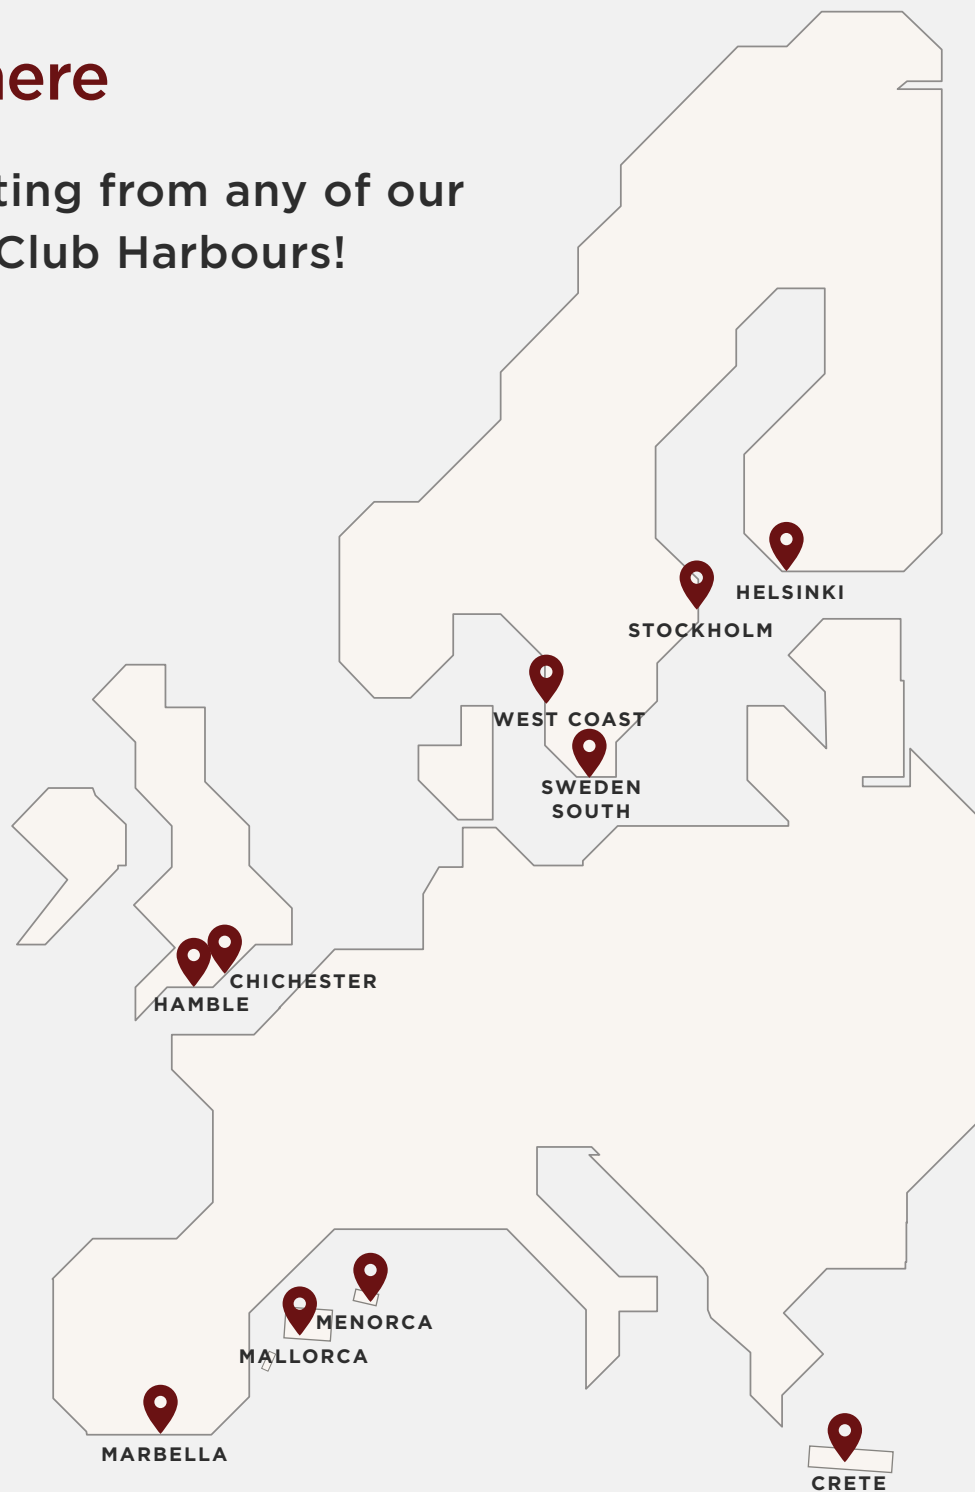 ere
ting from any of our
Club Harbours!
HELSINKI
STOCKHOLM
WEST COAST
SWEDEN
SOUTH
CHICHESTER
HAMBLE
MENORCA
MALLORCA
MARBELLA
CRETE